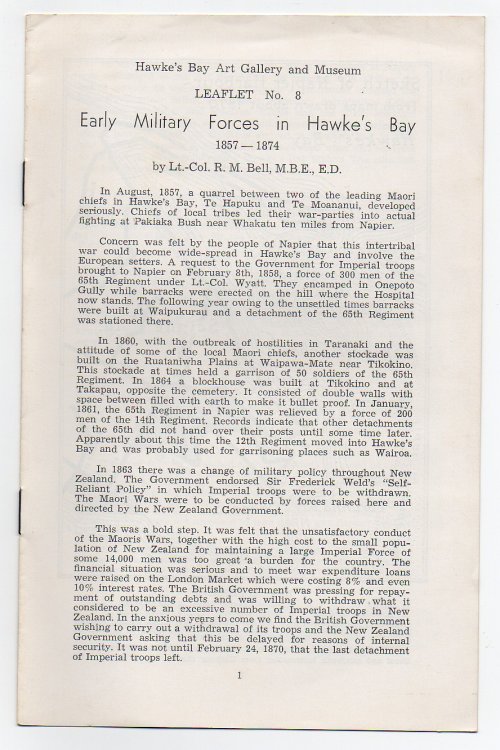 Hawke's Bay Art Gallery and Museum
LEAFLET No. 8
Early Military Forces in Hawke's Bay
1857 — 1874
by Lt.-Col. R. M. Bell, M.B.E., E.D.
In August, 1857, a quarrel between two of the leading Maori
chiefs in Hawke's Bay, Te Hapuku and Te Moananui, developed
seriously. Chiefs of local tribes led their war-parties into actual
fighting at Pakiaka Bush near Whakatu ten miles from Napier.
Concern was felt by the people of Napier that this intertribal
war could become wide-spread in Hawke's Bay and involve the
European setters. A request to the Government for Imperial troops
brought to Napier on February 8th, 1858, a force of 300 men of the
65th Regiment under Lt.-Col. Wyatt. They encamped in Onepoto
Gully while barracks were erected on the hill where the Hospital
now stands. The following year owing to the unsettled times barracks
were built at Waipukurau and a detachment of the 65th Regiment
was stationed there.
In 1860, with the outbreak of hostilities in Taranaki and the
attitude of some of the local Maori chiefs, another stockade was
built on the Ruataniwha Plains at Waipawa-Mate near Tikokino.
This stockade at times held a garrison of 50 soldiers of the 65th
Regiment. In 1864 a blockhouse was built at Tikokino and at
Takapau, opposite the cemetery. It consisted of double walls with
space between filled with earth to make it bullet proof. In January,
1861, the 65th Regiment in Napier was relieved by a force of 200
men of the 14th Regiment. Records indicate that other detachments
of the 65th did not hand over their posts until some time later.
Apparently about this time the 12th Regiment moved into Hawke's
Bay and was probably used for garrisoning places such as Wairoa.
In 1863 there was a change of military policy throughout New
Zealand. The Government endorsed Sir Frederick Weld's "Self-
Reliant Policy" in which Imperial troops were to be withdrawn.
The Maori Wars were to be conducted by forces raised here and
directed by the New Zealand Government.
This was a bold step. It was felt that the unsatisfactory conduct
of the Maoris Wars, together with the high cost to the small popu-
lation of New Zealand for maintaining a large Imperial Force of
some 14,000 men was too great a burden for the country. The
financial situation was serious and to meet war expenditure loans
were raised on the London Market which were costing 8% and even
10% interest rates. The British Government was pressing for repay-
ment of outstanding debts and was willing to withdraw what it
considered to be an excessive number of Imperial troops in New
Zealand. In the anxious years to come we find the British Government
wishing to carry out a withdrawal of its troops and the New Zealand
Government asking that this be delayed for reasons of internal
security. It was not until February 24, 1870, that the last detachment
of Imperial troops left.
1